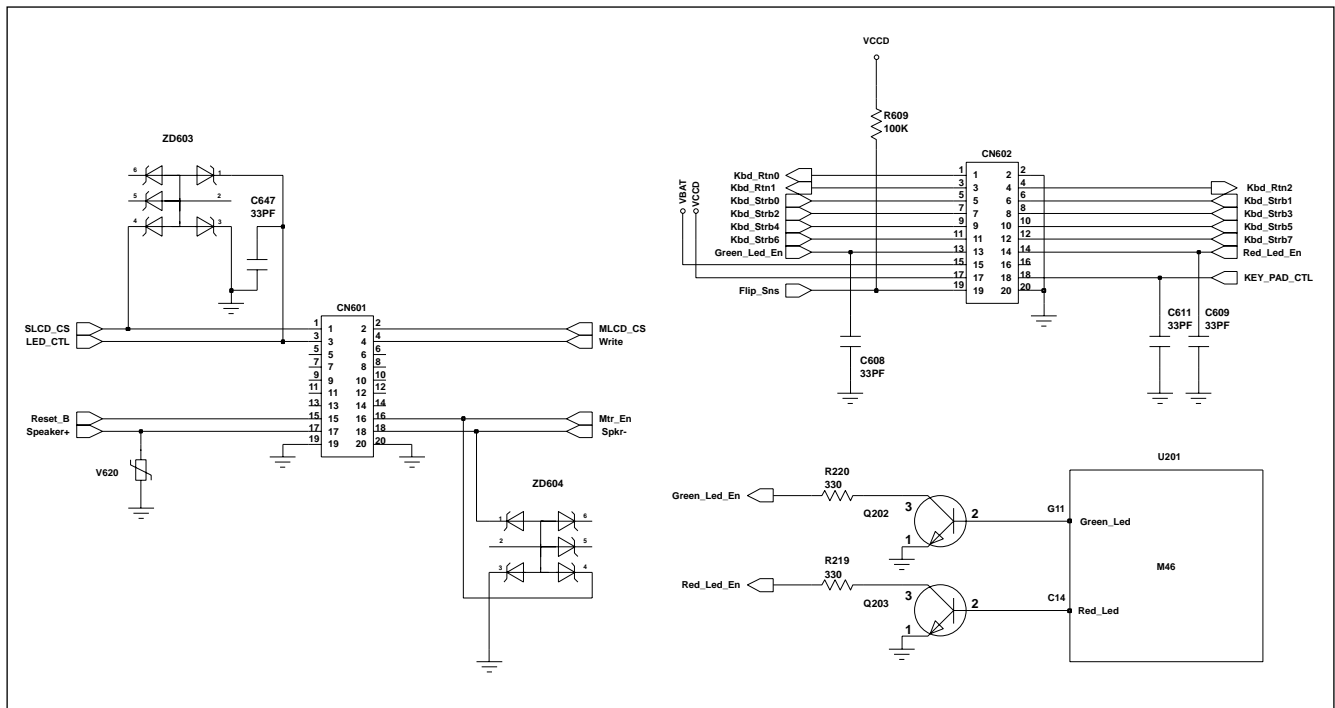 VCCD
R609
100K
ZD603
6 1
5 2
4 3
C647
33PF
CN601
SLCD_CS 1 1 2 2 MLCD_CS
LED_CTL 3 3 4 4 Write
5 5 6 6
7 7 8 8
9 9 10 10
11 11 12 12
13 13 14 14
Reset_B 15 15 16 16 Mtr_En
Speaker+ 17 17 18 18 Spkr-
19 19 20 20
V620
ZD604
1 6
2 5
3 4
CN602
VBAT
VCCD
Kbd_Rtn0 1 1 2 2
Kbd_Rtn1 3 3 4 4 Kbd_Rtn2
Kbd_Strb0 5 5 6 6 Kbd_Strb1
Kbd_Strb2 7 7 8 8 Kbd_Strb3
Kbd_Strb4 9 9 10 10 Kbd_Strb5
Kbd_Strb6 11 11 12 12 Kbd_Strb7
Green_Led_En 13 13 14 14 Red_Led_En
15 15 16 16
17 17 18 18 KEY_PAD_CTL
Flip_Sns 19 19 20 20
C611
33PF
C609
33PF
C608
33PF
U201
R220
330
Green_Led_En
Q202
3
2
1
G11
Green_Led
M46
R219
330
Red_Led_En
Q203
3
2
1
C14
Red_Led